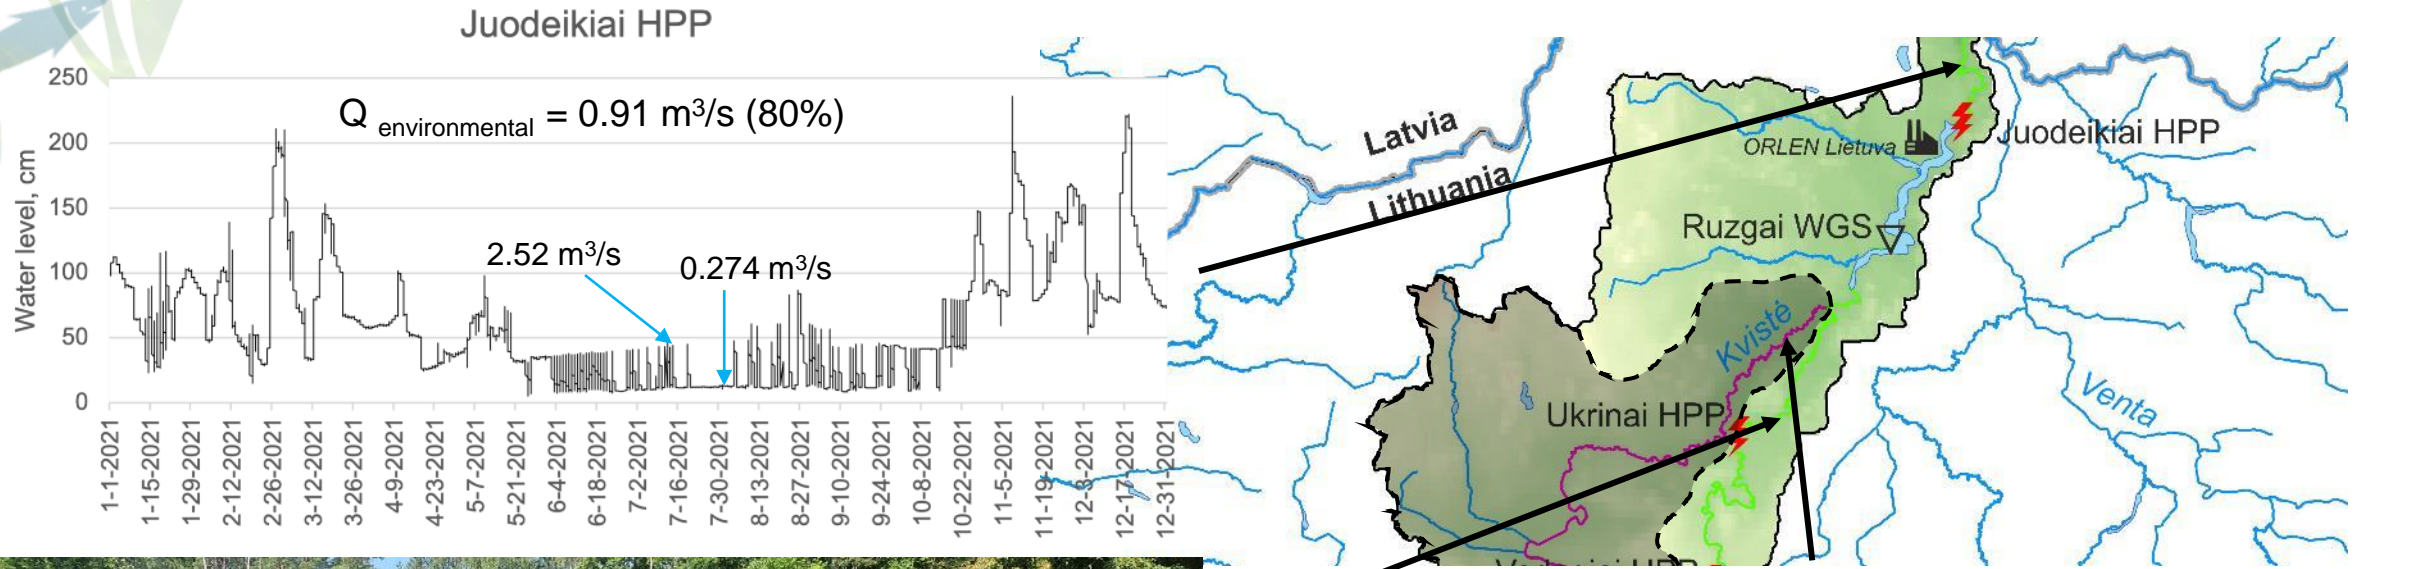 Juodeikiai HPP
Q environmental = 0.91 m³/s (80%)
Water level, cm
250
200
150
100
50
0
2.52 m³/s
0.274 m³/s
1-1-2021
1-15-2021
1-29-2021
2-12-2021
2-26-2021
3-12-2021
3-26-2021
4-9-2021
4-23-2021
5-7-2021
5-21-2021
6-4-2021
6-18-2021
7-2-2021
7-16-2021
7-30-2021
8-13-2021
8-27-2021
9-10-2021
9-24-2021
10-8-2021
10-22-2021
11-5-2021
11-19-2021
12-3-2021
12-17-2021
12-31-2021
Latvia
Lithuania
ORLEN Lietuva
Juodeikiai HPP
Ruzgai WGS
Kvistė
Ukrinai HPP
Venta
HPP